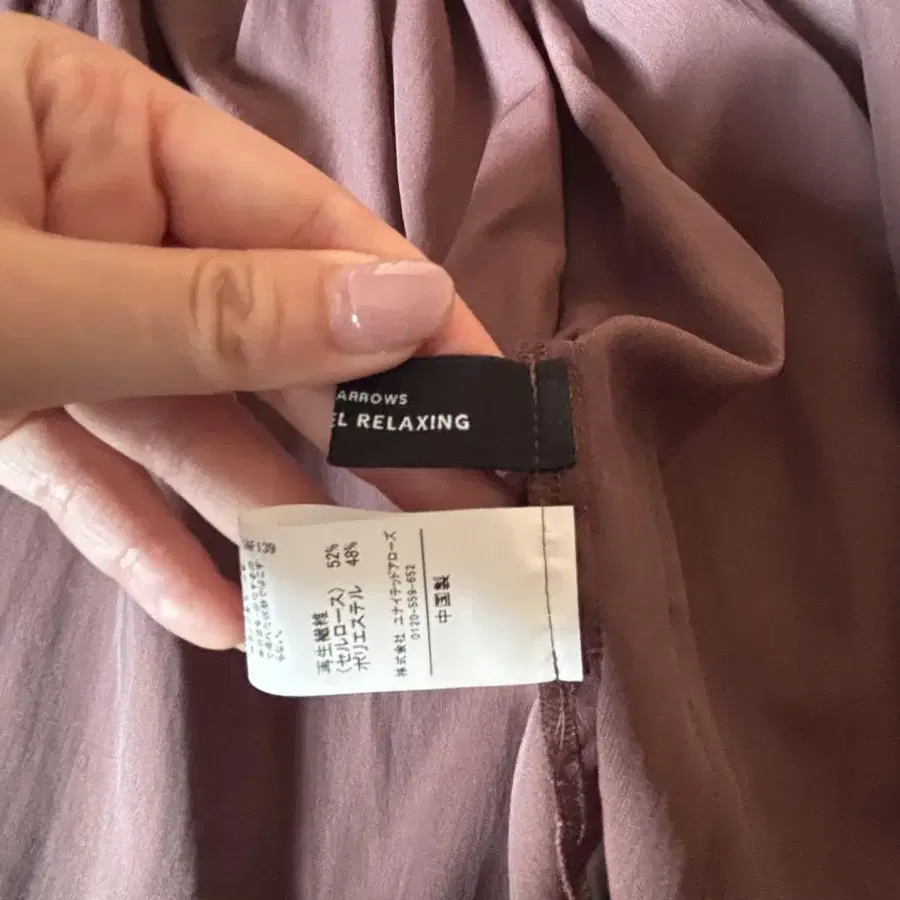 ARROWS
EL RELAXING
F139
再生繊維
(セルロース) 52%
ポリエステル 48%
株式会社 ユナイテッドアローズ
0120-559-652
中国製